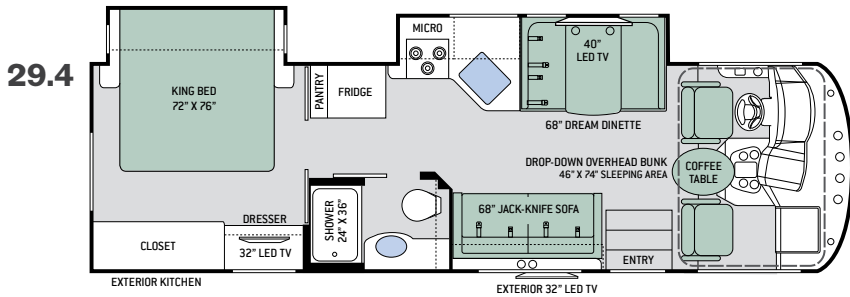 29.4
KING BED
72" X 76"
PANTRY
FRIDGE
MICRO
40"
LED TV
68" DREAM DINETTE
DROP-DOWN OVERHEAD BUNK
46" X 74" SLEEPING AREA
COFFEE
TABLE
DRESSER
CLOSET
32" LED TV
SHOWER
24" X 36"
68" JACK-KNIFE SOFA
ENTRY
EXTERIOR KITCHEN
EXTERIOR 32" LED TV